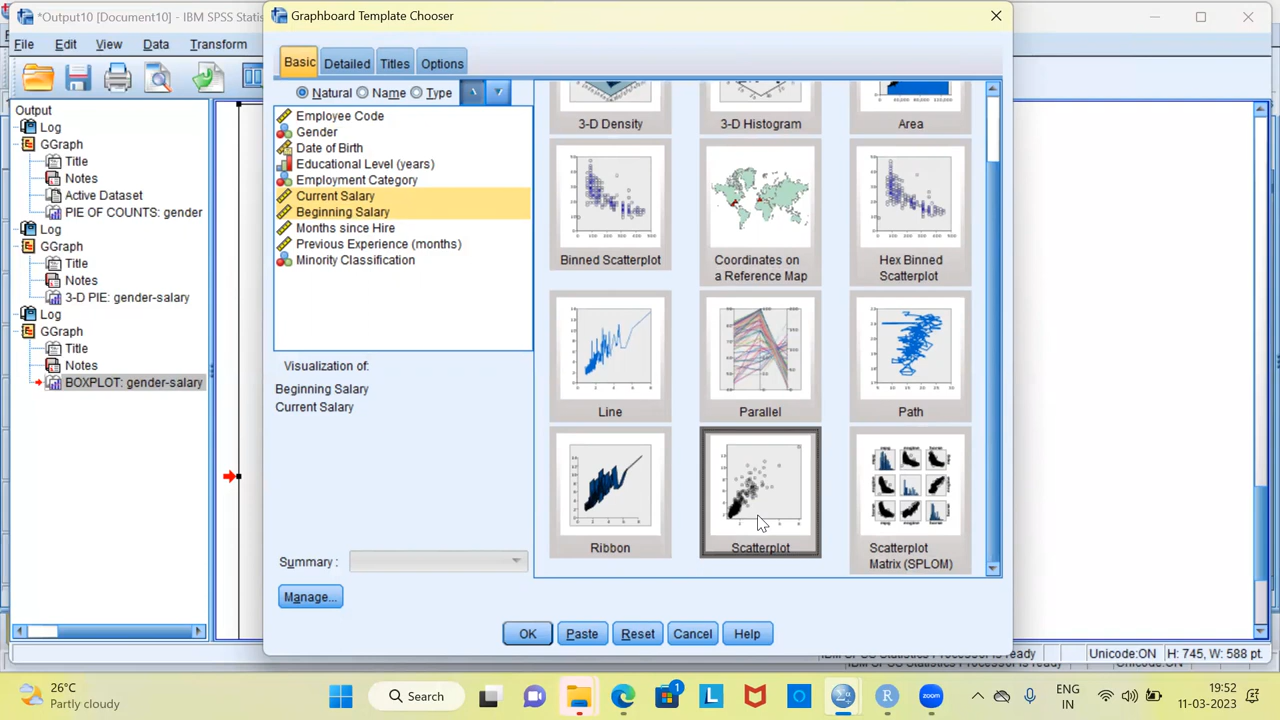 *Output10 [Document10] - IBM SPSS Statis
Graphboard Template Chooser
File Edit View Data Transform
Basic Detailed Titles Options
Natural Name Type
Output
Log
GGraph
Title
Notes
Active Dataset
PIE OF COUNTS: gender
Log
GGraph
Title
Notes
3-D PIE: gender-salary
Log
GGraph
Title
Notes
BOXPLOT: gender-salary
Employee Code
Gender
Date of Birth
Educational Level (years)
Employment Category
Current Salary
Beginning Salary
Months since Hire
Previous Experience (months)
Minority Classification
Visualization of:
Beginning Salary
Current Salary
Summary :
Manage...
3-D Density
3-D Histogram
Area
Binned Scatterplot
Coordinates on
a Reference Map
Hex Binned
Scatterplot
Line
Parallel
Path
Ribbon
Scatterplot
Scatterplot
Matrix (SPLOM)
OK Paste Reset Cancel Help
Unicode:ON H: 745, W: 588 pt.
26°C
Partly cloudy
Search
1
ENG
IN
19:52
11-03-2023
zoom